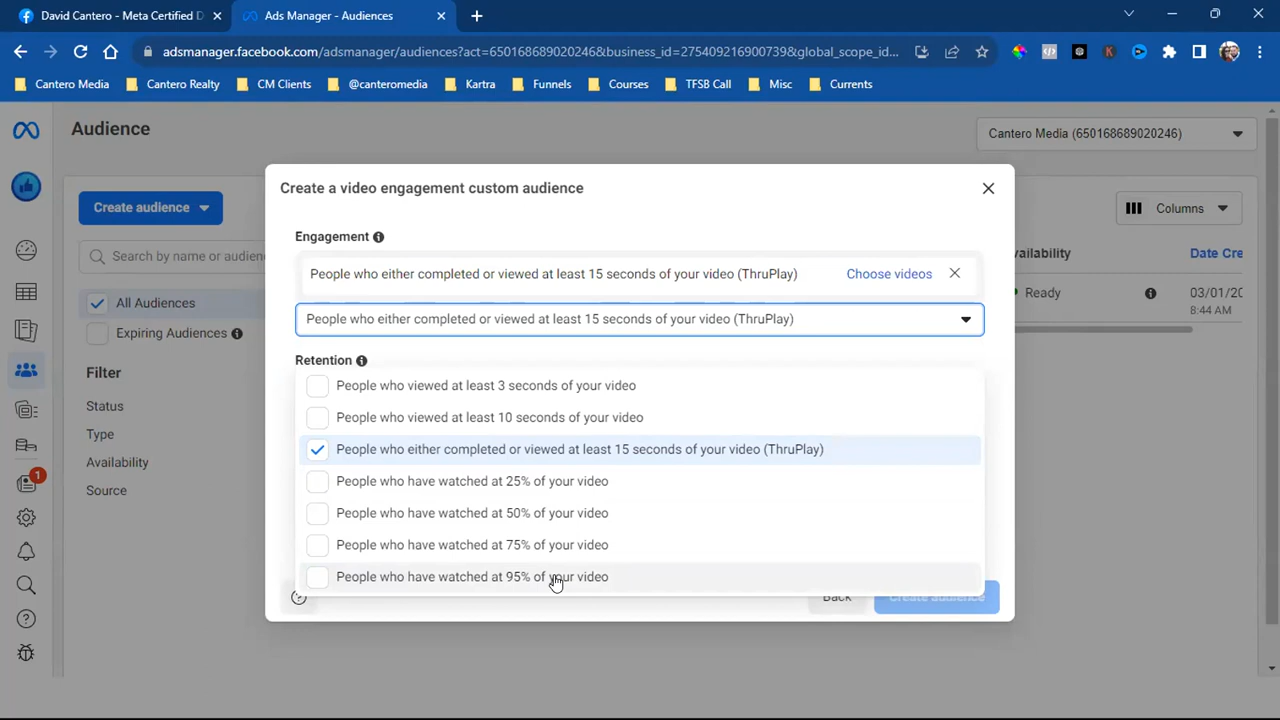 David Cantero – Meta Certified D
Ads Manager - Audiences
adsmanager.facebook.com/adsmanager/audiences?act=650168689020246&business_id=275409216900739&global_scope_id...
Cantero Media
Cantero Realty
CM Clients
@canteromedia
Kartra
Funnels
Courses
TFSB Call
Misc
Currents
Audience
Cantero Media (650168689020246)
Create audience
Columns
Search by name or audien
Date Cre
All Audiences
Ready
03/01/20
8:44 AM
Expiring Audiences
Filter
Status
Type
Availability
Source
1
Create a video engagement custom audience
Engagement
People who either completed or viewed at least 15 seconds of your video (ThruPlay)
Choose videos
People who either completed or viewed at least 15 seconds of your video (ThruPlay)
Retention
People who viewed at least 3 seconds of your video
People who viewed at least 10 seconds of your video
People who either completed or viewed at least 15 seconds of your video (ThruPlay)
People who have watched at 25% of your video
People who have watched at 50% of your video
People who have watched at 75% of your video
People who have watched at 95% of your video
Back
Create audience